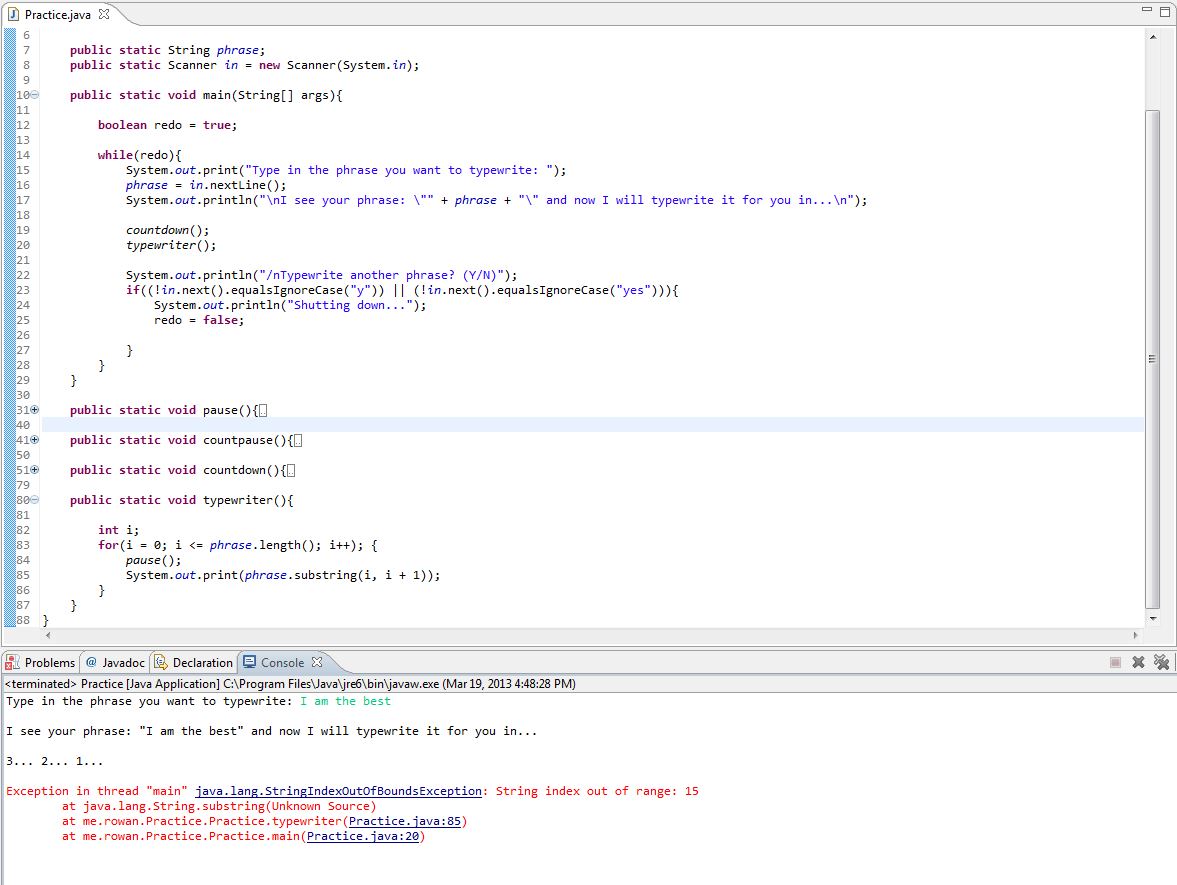 Practice.java
6
7 public static String phrase;
8 public static Scanner in = new Scanner(System.in);
9
10 public static void main(String[] args){
11
12 boolean redo = true;
13
14 while(redo){
15 System.out.print("Type in the phrase you want to typewrite: ");
16 phrase = in.nextLine();
17 System.out.println("\nI see your phrase: \"" + phrase + "\" and now I will typewrite it for you in...\n");
18
19 countdown();
20 typewriter();
21
22 System.out.println("/nTypewrite another phrase? (Y/N)");
23 if((!in.next().equalsIgnoreCase("y")) || (!in.next().equalsIgnoreCase("yes"))){
24 System.out.println("Shutting down...");
25 redo = false;
26
27 }
28 }
29 }
30
31 public static void pause(){
40
41 public static void countpause(){
50
51 public static void countdown(){
79
80 public static void typewriter(){
81
82 int i;
83 for(i = 0; i <= phrase.length(); i++); {
84 pause();
85 System.out.print(phrase.substring(i, i + 1));
86 }
87 }
88 }
Problems @ Javadoc Declaration Console
<terminated> Practice [Java Application] C:\Program Files\Java\jre6\bin\javaw.exe (Mar 19, 2013 4:48:28 PM)
Type in the phrase you want to typewrite: I am the best
I see your phrase: "I am the best" and now I will typewrite it for you in...
3... 2... 1...
Exception in thread "main" java.lang.StringIndexOutOfBoundsException: String index out of range: 15
at java.lang.String.substring(Unknown Source)
at me.rowan.Practice.Practice.typewriter(Practice.java:85)
at me.rowan.Practice.Practice.main(Practice.java:20)